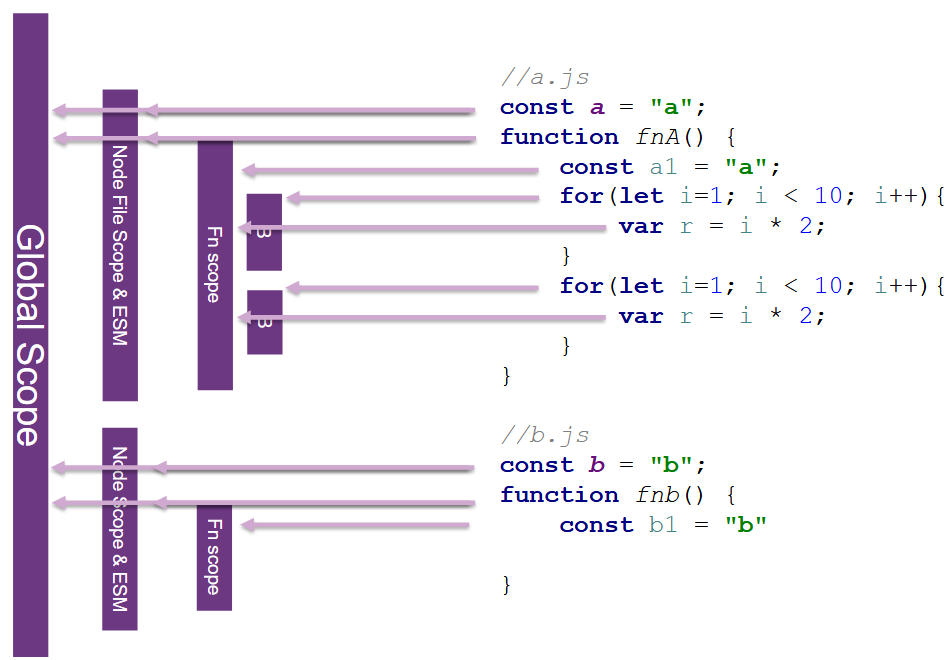 Global Scope
Node File Scope & ESM
Fn scope
B
B
//a.js
const a = "a";
function fnA() {
const a1 = "a";
for(let i=1; i < 10; i++){
var r = i * 2;
}
for(let i=1; i < 10; i++){
var r = i * 2;
}
}
Node Scope & ESM
Fn scope
//b.js
const b = "b";
function fnb() {
const b1 = "b"
}